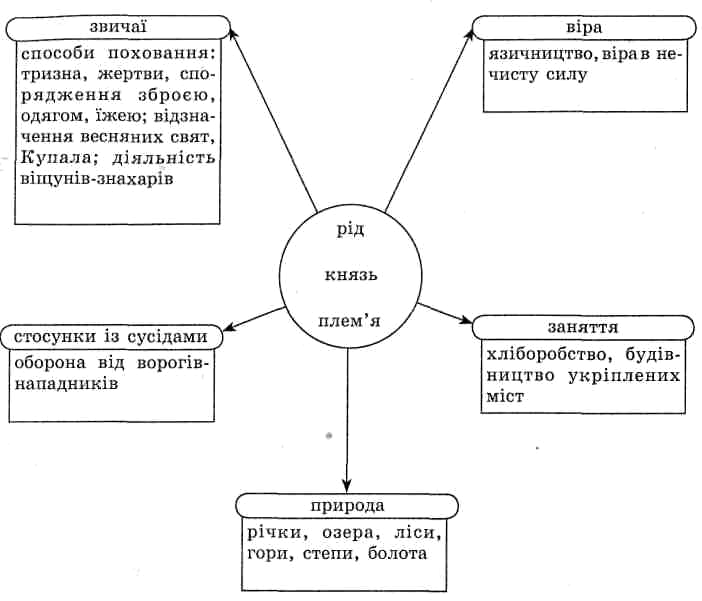 звичаї
способи поховання:
тризна, жертви, спо-
рядження зброєю,
одягом, їжею; відзна-
чення весняних свят,
Купала; діяльність
віщунів-знахарів
віра
язичництво, віра в не-
чисту силу
рід
князь
плем’я
стосунки із сусідами
оборона від ворогів-
нападників
заняття
хліборобство, будів-
ництво укріплених
міст
природа
річки, озера, ліси,
гори, степи, болота